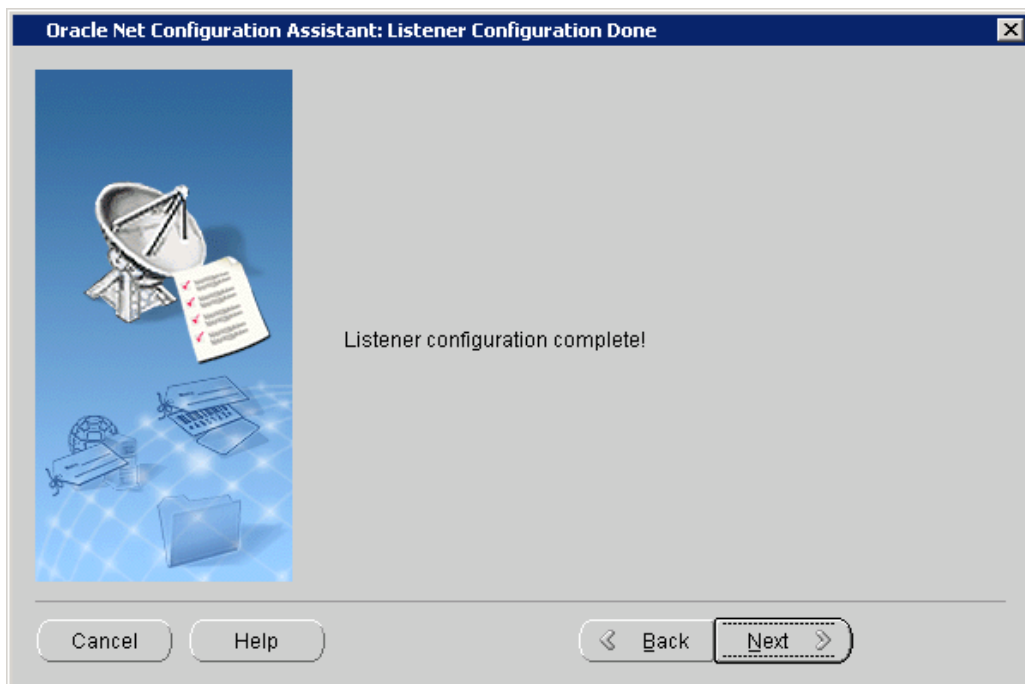 Oracle Net Configuration Assistant: Listener Configuration Done
Listener configuration complete!
Cancel
Help
Back
Next